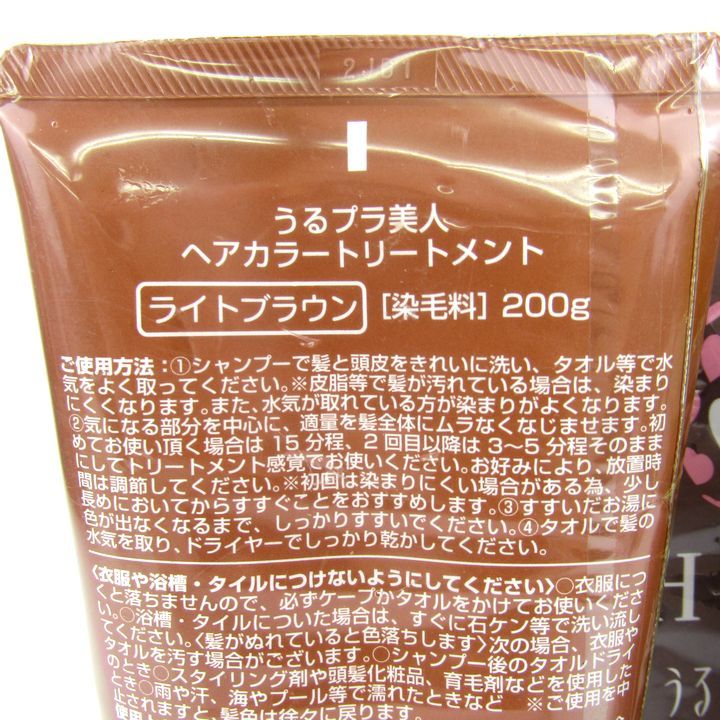 2161
うるプラ美人
ヘアカラートリートメント
ライトブラウン [染毛料] 200g
ご使用方法:①シャンプーで髪と頭皮をきれいに洗い、タオル等で水
気をよく取ってください。※皮脂等で髪が汚れている場合は、染まり
にくくなります。また、水気が取れている方が染まりがよくなります。
②気になる部分を中心に、適量を髪全体にムラなくなじませます。初
めてお使い頂く場合は15分程、2回目以降は3〜5分程そのまま
にしてトリートメント感覚でお使いください。お好みにより、放置時
間は調節してください。※初回は染まりにくい場合がある為、少し
長めにおいてからすすぐことをおすすめします。③すすいだお湯に
色が出なくなるまで、しっかりすすいでください。④タオルで髪の
水気を取り、ドライヤーでしっかり乾かしてください。
〈衣服や浴槽・タイルにつけないようにしてください〉○衣服につ
くと落ちませんので、必ずケープかタオルをかけてお使いくださ
い。○浴槽・タイルについた場合は、すぐに石ケン等で洗い流し
てください。〈髪がぬれていると色落ちします〉次の場合、衣服や
タオルを汚す場合がございます。○シャンプー後のタオルドライ
のとき○スタイリング剤や頭髪化粧品、育毛剤などを使用した
とき○雨や汗、海やプール等で濡れたときなど ※ご使用を中
止されますと、髪色は徐々に戻ります。
H
うる